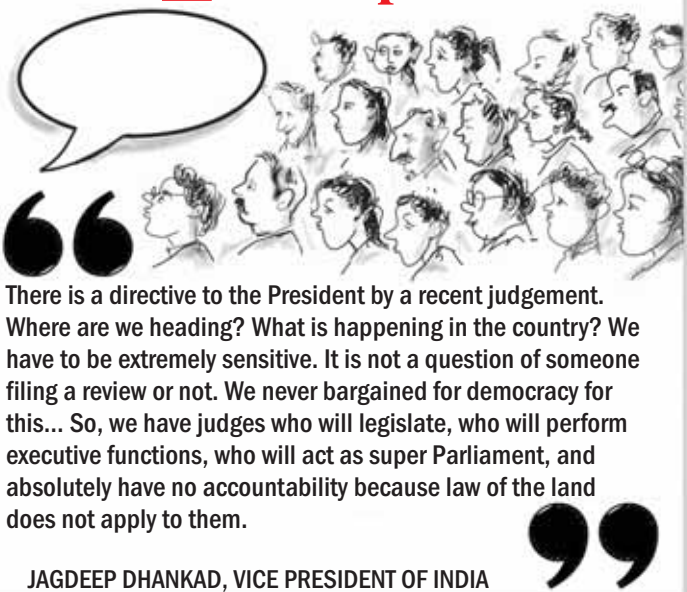 There is a directive to the President by a recent judgement.
Where are we heading? What is happening in the country? We
have to be extremely sensitive. It is not a question of someone
filing a review or not. We never bargained for democracy for
this... So, we have judges who will legislate, who will perform
executive functions, who will act as super Parliament, and
absolutely have no accountability because law of the land
does not apply to them.
JAGDEEP DHANKAD, VICE PRESIDENT OF INDIA